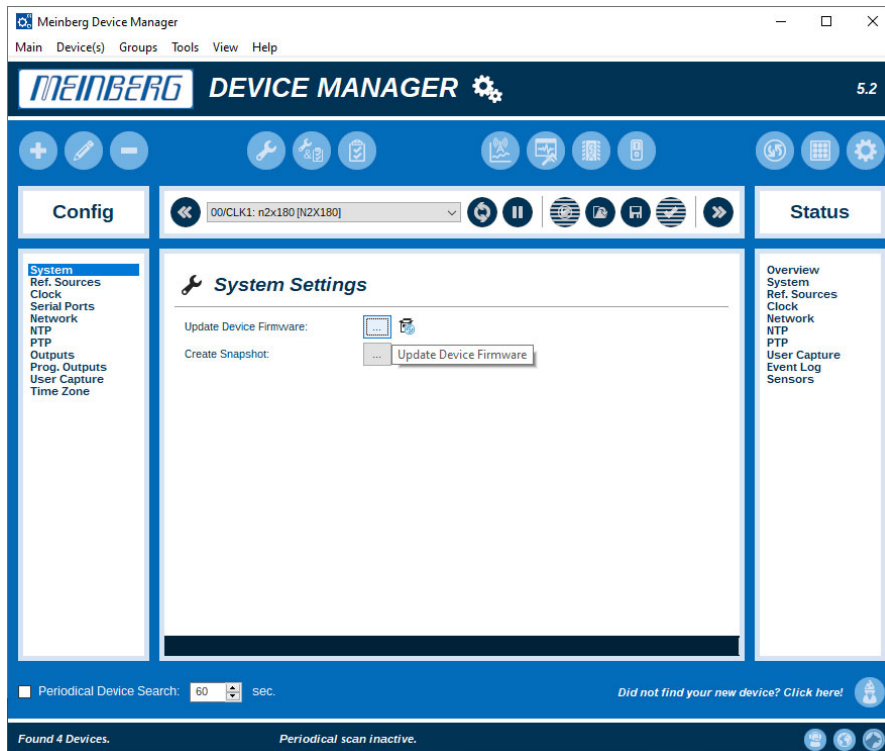 Meinberg Device Manager
Main Device(s) Groups Tools View Help
MEINBERG DEVICE MANAGER 5.2
Config
00/CLK1: n2x180 [N2X180]
Status
System
Ref. Sources
Clock
Serial Ports
Network
NTP
PTP
Outputs
Prog. Outputs
User Capture
Time Zone
System Settings
Update Device Firmware: ...
Create Snapshot: ...
Update Device Firmware
Overview
System
Ref. Sources
Clock
Network
NTP
PTP
User Capture
Event Log
Sensors
Periodical Device Search: 60 sec.
Did not find your new device? Click here!
Found 4 Devices.
Periodical scan inactive.